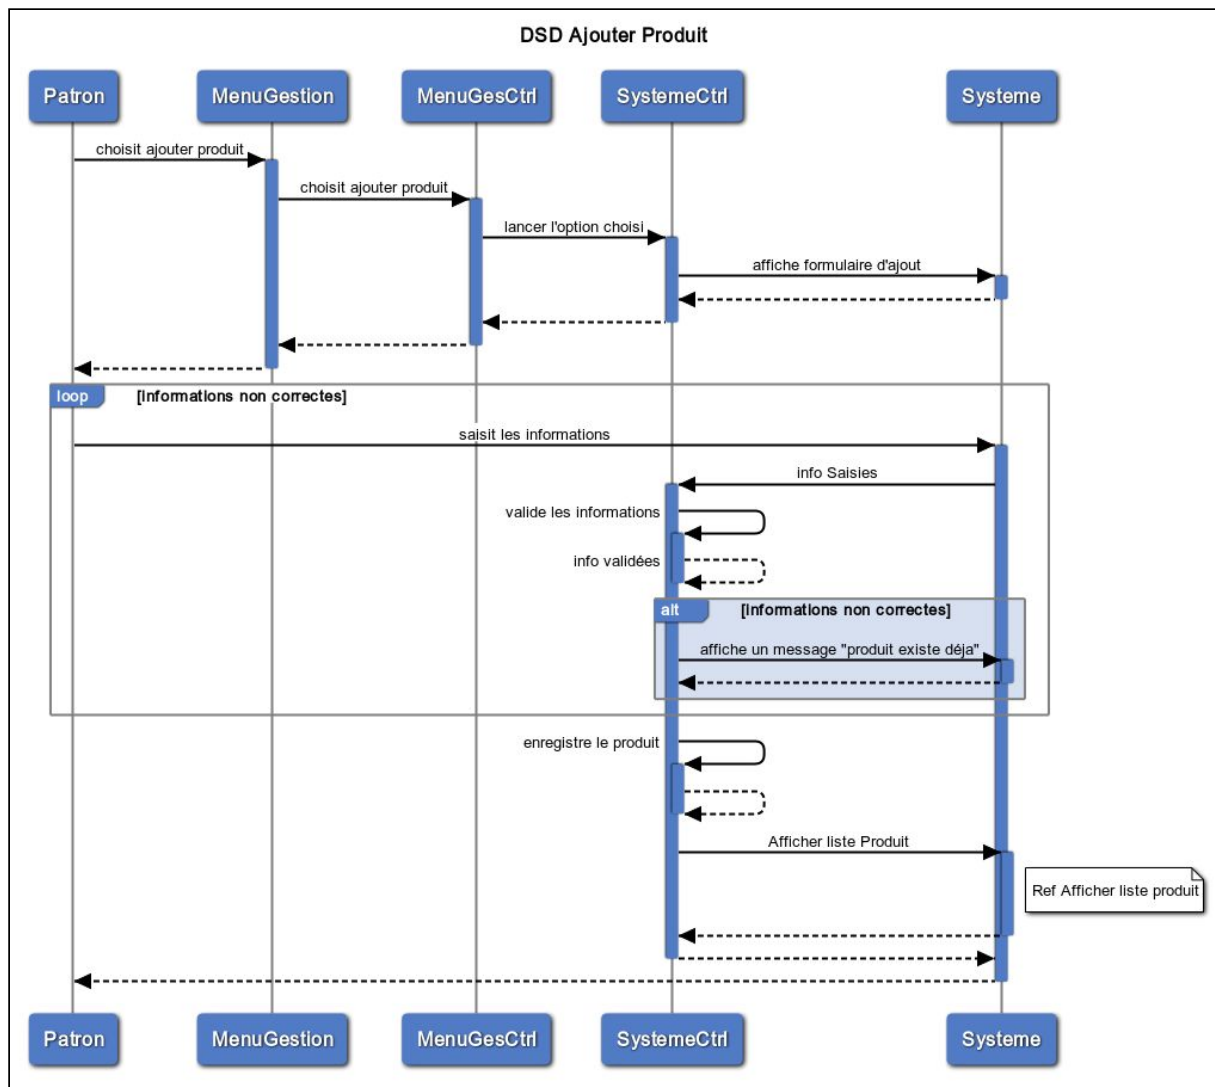 DSD Ajouter Produit
Patron MenuGestion MenuGesCtrl SystemeCtrl Systeme
choisit ajouter produit
choisit ajouter produit
lancer l'option choisi
affiche formulaire d'ajout
loop [Informations non correctes]
saisit les informations
info Saisies
valide les informations
info validées
alt [Informations non correctes]
affiche un message "produit existe déja"
enregistre le produit
Afficher liste Produit
Ref Afficher liste produit
Patron MenuGestion MenuGesCtrl SystemeCtrl Systeme